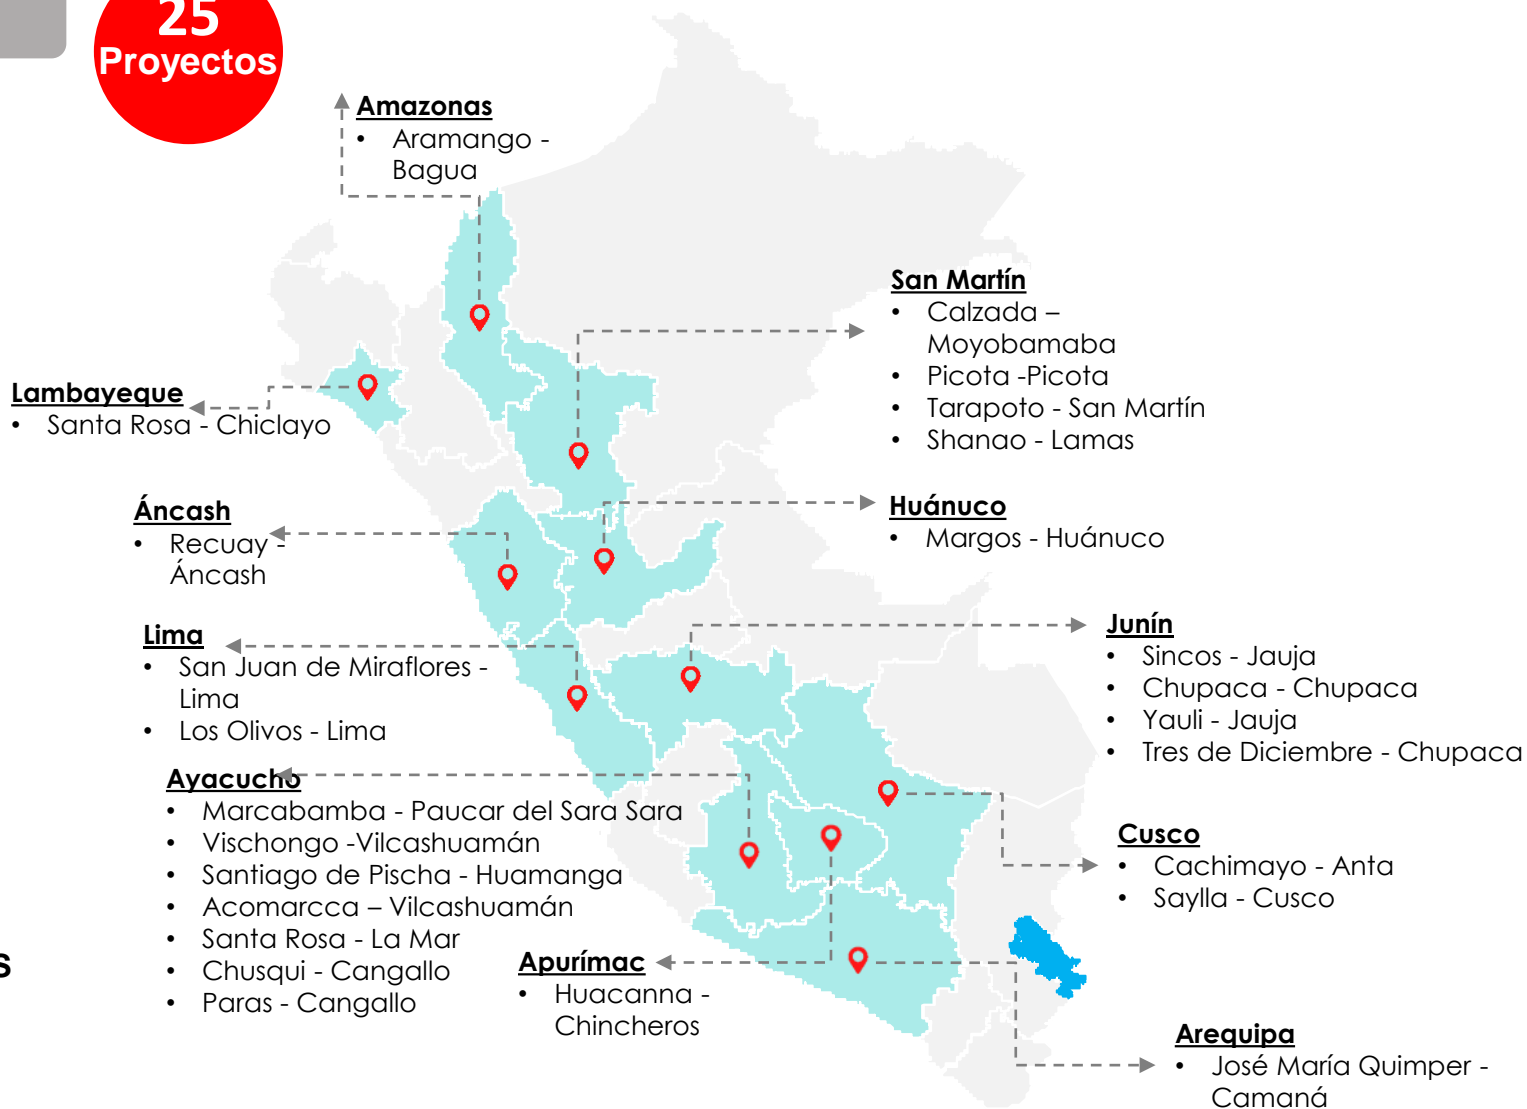 25
Proyectos
Amazonas
• Aramango -
Bagua
San Martín
• Calzada –
Moyobamaba
• Picota -Picota
• Tarapoto - San Martín
• Shanao - Lamas
Lambayeque
• Santa Rosa - Chiclayo
Áncash
• Recuay -
Áncash
Huánuco
• Margos - Huánuco
Lima
• San Juan de Miraflores -
Lima
• Los Olivos - Lima
Junín
• Sincos - Jauja
• Chupaca - Chupaca
• Yauli - Jauja
• Tres de Diciembre - Chupaca
Ayacucho
• Marcabamba - Paucar del Sara Sara
• Vischongo -Vilcashuamán
• Santiago de Pischa - Huamanga
• Acomarcca – Vilcashuamán
• Santa Rosa - La Mar
• Chusqui - Cangallo
• Paras - Cangallo
Cusco
• Cachimayo - Anta
• Saylla - Cusco
s
Apurímac
• Huacanna -
Chincheros
Arequipa
• José María Quimper -
Camaná